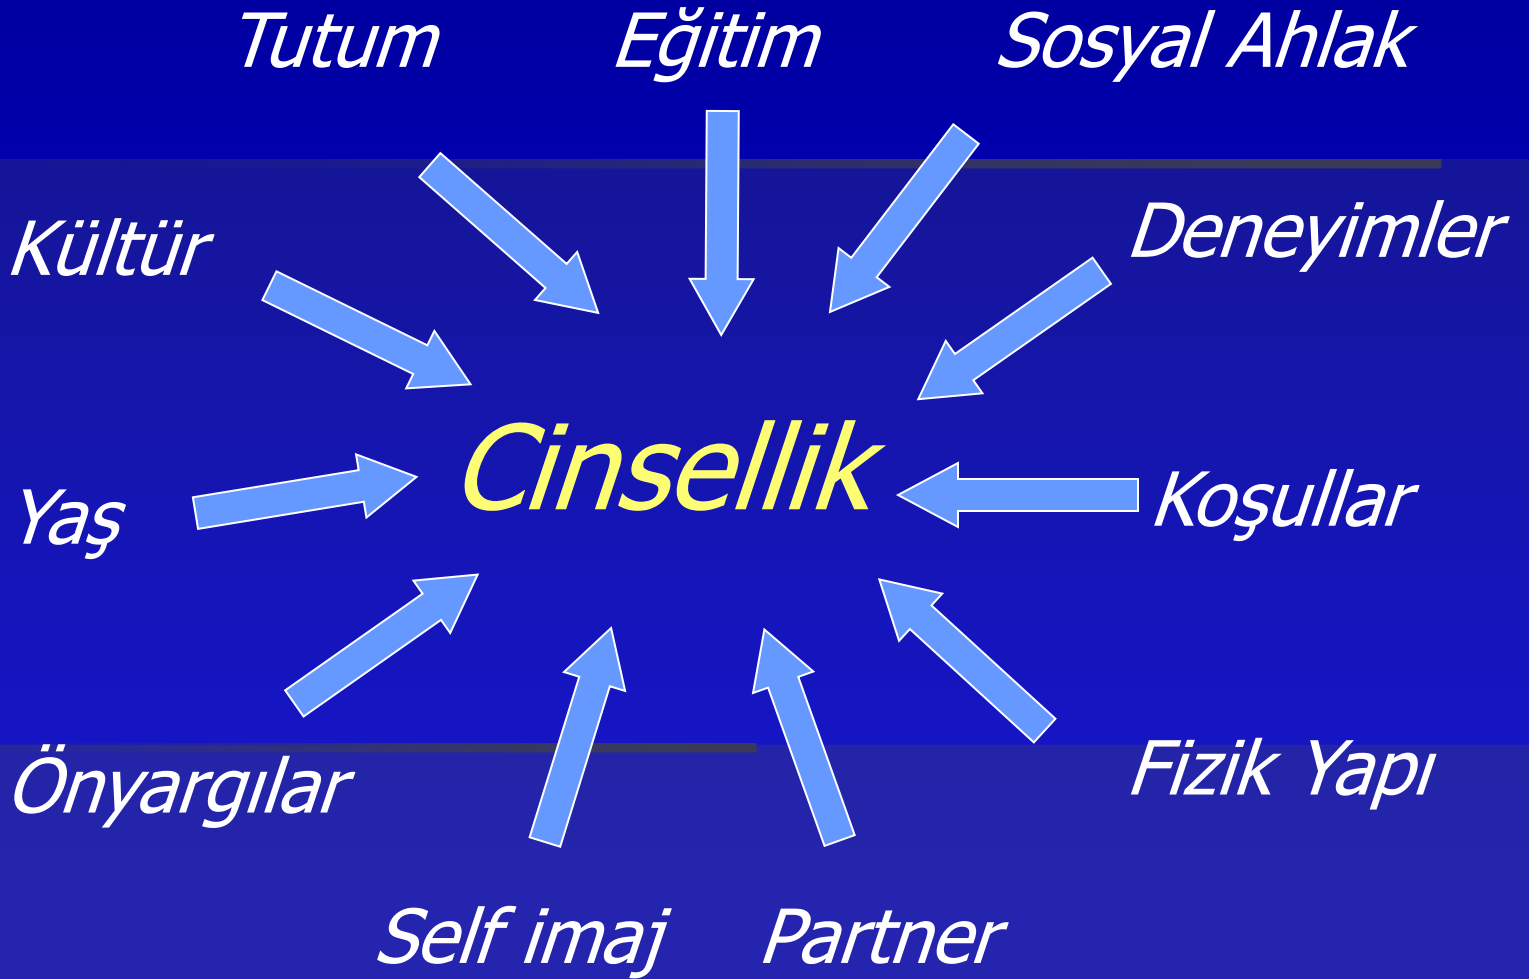 Tutum
Eğitim
Sosyal Ahlak
Kültür
Deneyimler
Cinsellik
Yaş
Koşullar
Önyargılar
Fizik Yapı
Self imaj
Partner